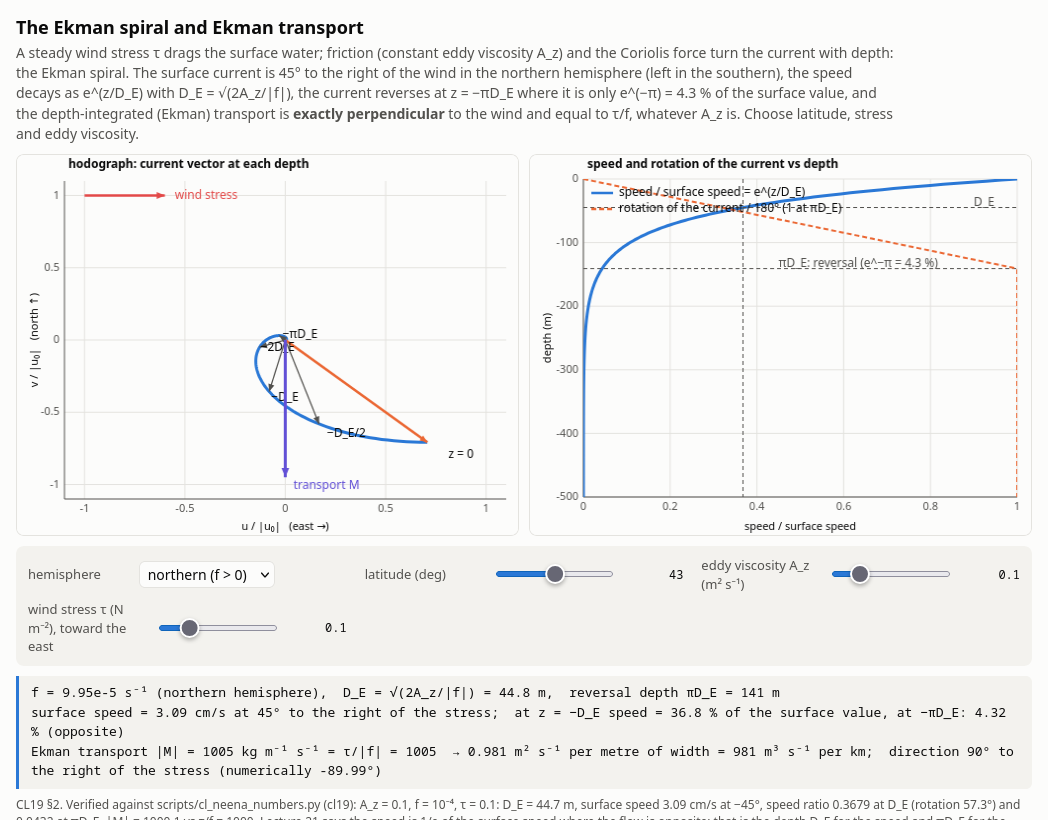 The Ekman spiral and Ekman transport
A steady wind stress τ drags the surface water; friction (constant eddy viscosity A_z) and the Coriolis force turn the current with depth:
the Ekman spiral. The surface current is 45° to the right of the wind in the northern hemisphere (left in the southern), the speed
decays as e^(z/D_E) with D_E = √(2A_z/|f|), the current reverses at z = −πD_E where it is only e^(−π) = 4.3 % of the surface value, and
the depth-integrated (Ekman) transport is exactly perpendicular to the wind and equal to τ/f, whatever A_z is. Choose latitude, stress
and eddy viscosity.
hodograph: current vector at each depth
1
wind stress
0.5
v / |u₀|   (north ↑)
0
−πD_E
−2D_E
−D_E
-0.5
−D_E/2
z = 0
-1
transport M
-1
-0.5
0
0.5
1
u / |u₀|   (east →)
speed and rotation of the current vs depth
0
speed / surface speed = e^(z/D_E)
rotation of the current / 180° (1 at πD_E)
D_E
-100
πD_E: reversal (e^−π = 4.3 %)
-200
depth (m)
-300
-400
-500
0
0.2
0.4
0.6
0.8
1
speed / surface speed
hemisphere
northern (f > 0)
latitude (deg)
43
eddy viscosity A_z
(m² s⁻¹)
0.1
wind stress τ (N
m⁻²), toward the
east
0.1
f = 9.95e-5 s⁻¹ (northern hemisphere),  D_E = √(2A_z/|f|) = 44.8 m,  reversal depth πD_E = 141 m
surface speed = 3.09 cm/s at 45° to the right of the stress;  at z = −D_E speed = 36.8 % of the surface value, at −πD_E: 4.32
% (opposite)
Ekman transport |M| = 1005 kg m⁻¹ s⁻¹ = τ/|f| = 1005  → 0.981 m² s⁻¹ per metre of width = 981 m³ s⁻¹ per km;  direction 90° to
the right of the stress (numerically -89.99°)
CL19 §2. Verified against scripts/cl_neena_numbers.py (cl19): A_z = 0.1, f = 10⁻⁴, τ = 0.1: D_E = 44.7 m, surface speed 3.09 cm/s at −45°, speed ratio 0.3679 at D_E (rotation 57.3°) and